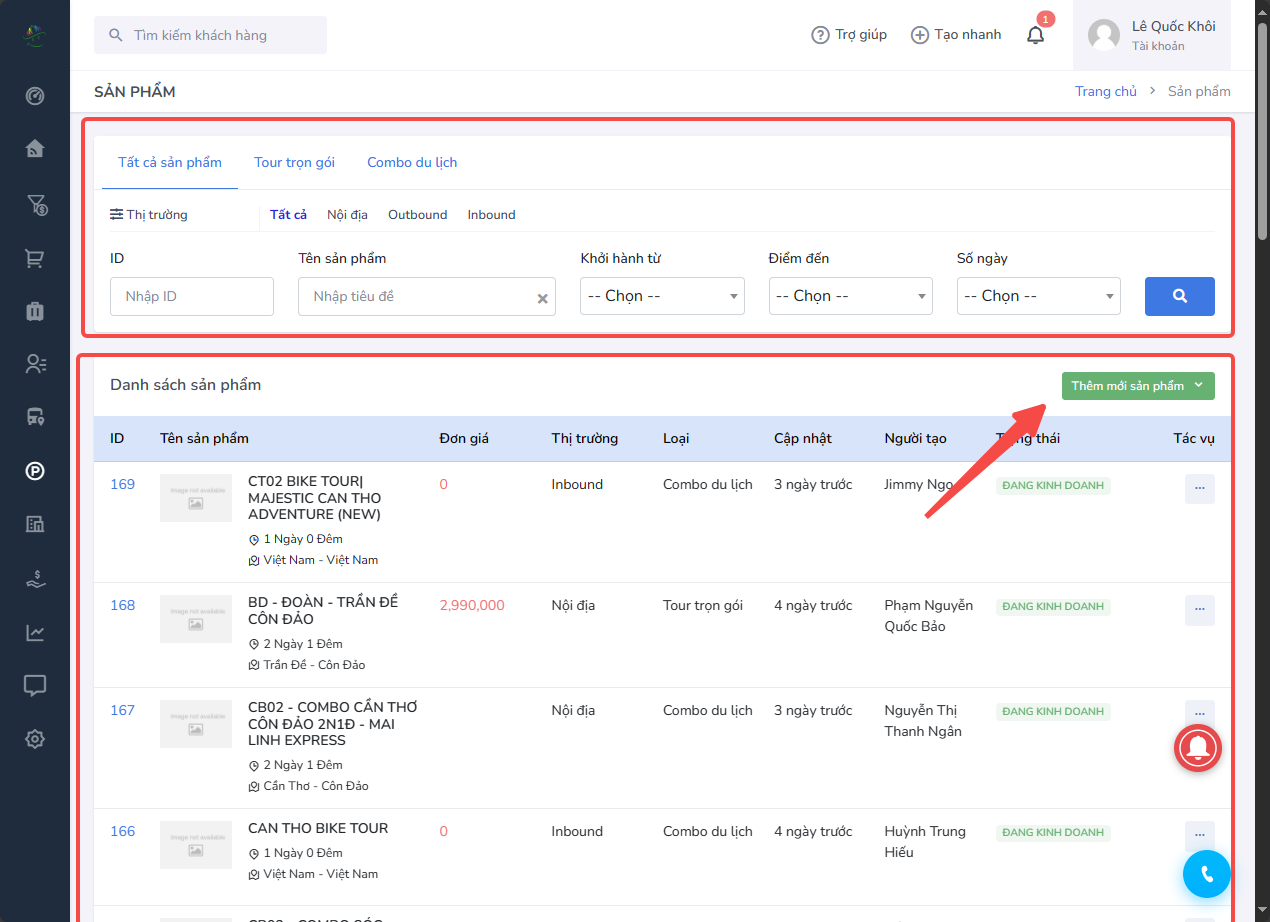 Tìm kiếm khách hàng
Trợ giúp
Tạo nhanh
1
Lê Quốc Khôi
Tài khoản
SẢN PHẨM
Trang chủ > Sản phẩm
Tất cả sản phẩm Tour trọn gói Combo du lịch
Thị trường Tất cả Nội địa Outbound Inbound
ID Tên sản phẩm Khởi hành từ Điểm đến Số ngày
Nhập ID Nhập tiêu đề -- Chọn -- -- Chọn -- -- Chọn --
Danh sách sản phẩm Thêm mới sản phẩm
ID Tên sản phẩm Đơn giá Thị trường Loại Cập nhật Người tạo thái Tác vụ
169 Image not available CT02 BIKE TOUR| 0 Inbound Combo du lịch 3 ngày trước Jimmy ĐANG KINH DOANH ...
MAJESTIC CAN THO
ADVENTURE (NEW)
1 Ngày 0 Đêm
Việt Nam - Việt Nam
168 Image not available BD - ĐOÀN - TRẦN ĐỀ 2,990,000 Nội địa Tour trọn gói 4 ngày trước Phạm Nguyễn ĐANG KINH DOANH ...
CÔN ĐẢO Quốc Bảo
2 Ngày 1 Đêm
Trần Đề - Côn Đảo
167 Image not available CB02 - COMBO CẦN THƠ Nội địa Combo du lịch 3 ngày trước Nguyễn Thị ĐANG KINH DOANH ...
CÔN ĐẢO 2N1Đ - MAI Thanh Ngân
LINH EXPRESS
2 Ngày 1 Đêm
Cần Thơ - Côn Đảo
166 Image not available CAN THO BIKE TOUR 0 Inbound Combo du lịch 4 ngày trước Huỳnh Trung ĐANG KINH DOANH ...
Hiếu
1 Ngày 0 Đêm
Việt Nam - Việt Nam